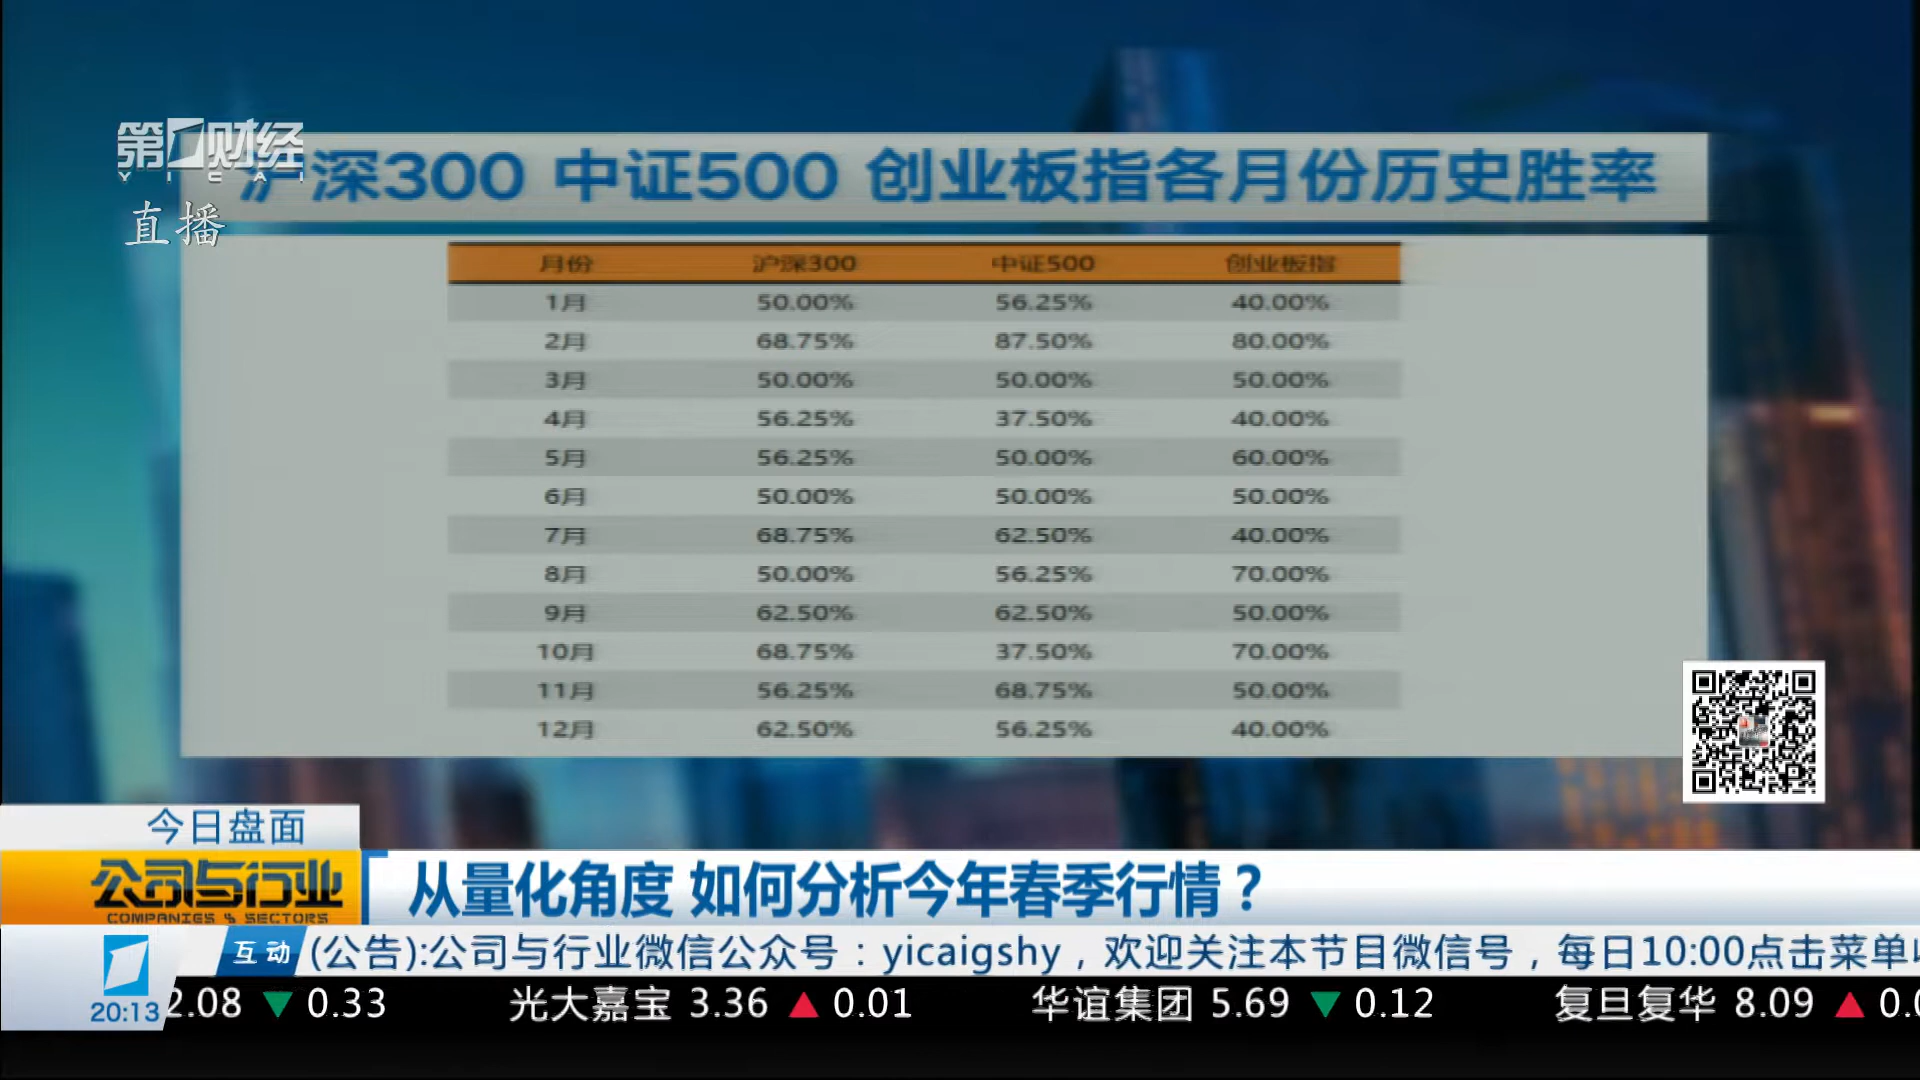 第一财经
YICAI
直播
沪深300 中证500 创业板指各月份历史胜率
月份 沪深300 中证500 创业板指
1月 50.00% 56.25% 40.00%
2月 68.75% 87.50% 80.00%
3月 50.00% 50.00% 50.00%
4月 56.25% 37.50% 40.00%
5月 56.25% 50.00% 60.00%
6月 50.00% 50.00% 50.00%
7月 68.75% 62.50% 40.00%
8月 50.00% 56.25% 70.00%
9月 62.50% 62.50% 50.00%
10月 68.75% 37.50% 70.00%
11月 56.25% 68.75% 50.00%
12月 62.50% 56.25% 40.00%
今日盘面
公司与行业
COMPANIES & SECTORS
从量化角度 如何分析今年春季行情？
互动 (公告):公司与行业微信公众号：yicaigshy，欢迎关注本节目微信号，每日10:00点击菜单
20:13 2.08 ▼ 0.33 光大嘉宝 3.36 ▲ 0.01 华谊集团 5.69 ▼ 0.12 复旦复华 8.09 ▲ 0.0